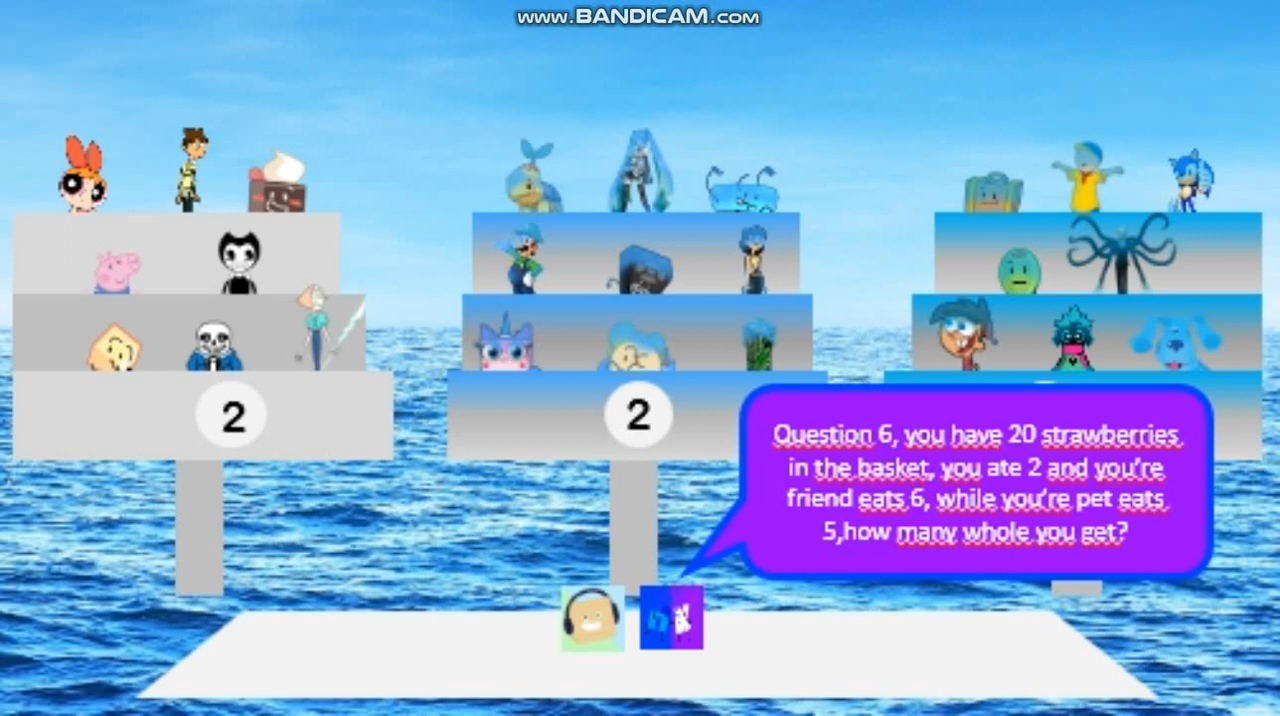 www.BANDICAM.com
2
2
Question 6, you have 20 strawberries
in the basket, you ate 2 and you're
friend eats 6, while you're pet eats
5,how many whole you get?